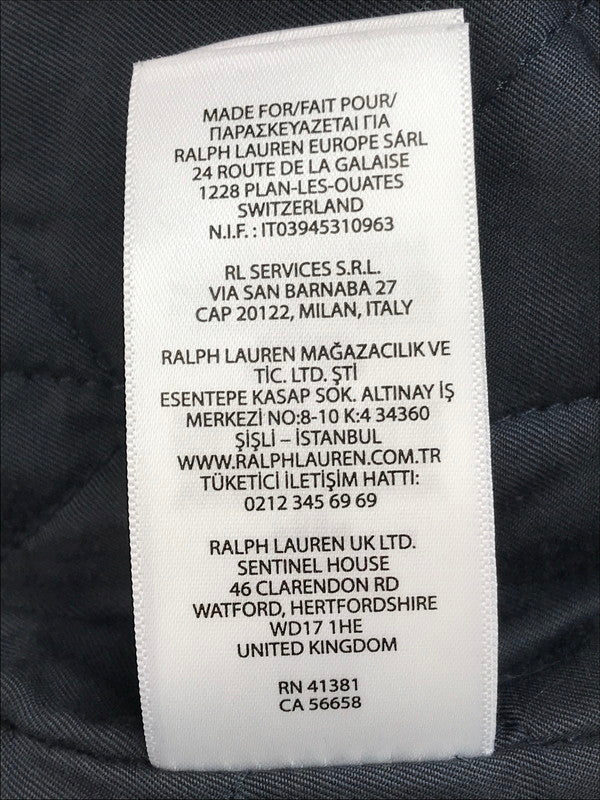 MADE FOR/FAIT POUR/
ΠΑΡΑΣΚΕΥΑΖΕΤΑΙ ΓΙΑ
RALPH LAUREN EUROPE SÁRL
24 ROUTE DE LA GALAISE
1228 PLAN-LES-OUATES
SWITZERLAND
N.I.F. : IT03945310963
RL SERVICES S.R.L.
VIA SAN BARNABA 27
CAP 20122, MILAN, ITALY
RALPH LAUREN MAĞAZACILIK VE
TİC. LTD. ŞTİ
ESENTEPE KASAP SOK. ALTINAY İŞ
MERKEZİ NO:8-10 K:4 34360
ŞİŞLİ – İSTANBUL
WWW.RALPHLAUREN.COM.TR
TÜKETİCİ İLETİŞİM HATTI:
0212 345 69 69
RALPH LAUREN UK LTD.
SENTINEL HOUSE
46 CLARENDON RD
WATFORD, HERTFORDSHIRE
WD17 1HE
UNITED KINGDOM
RN 41381
CA 56658